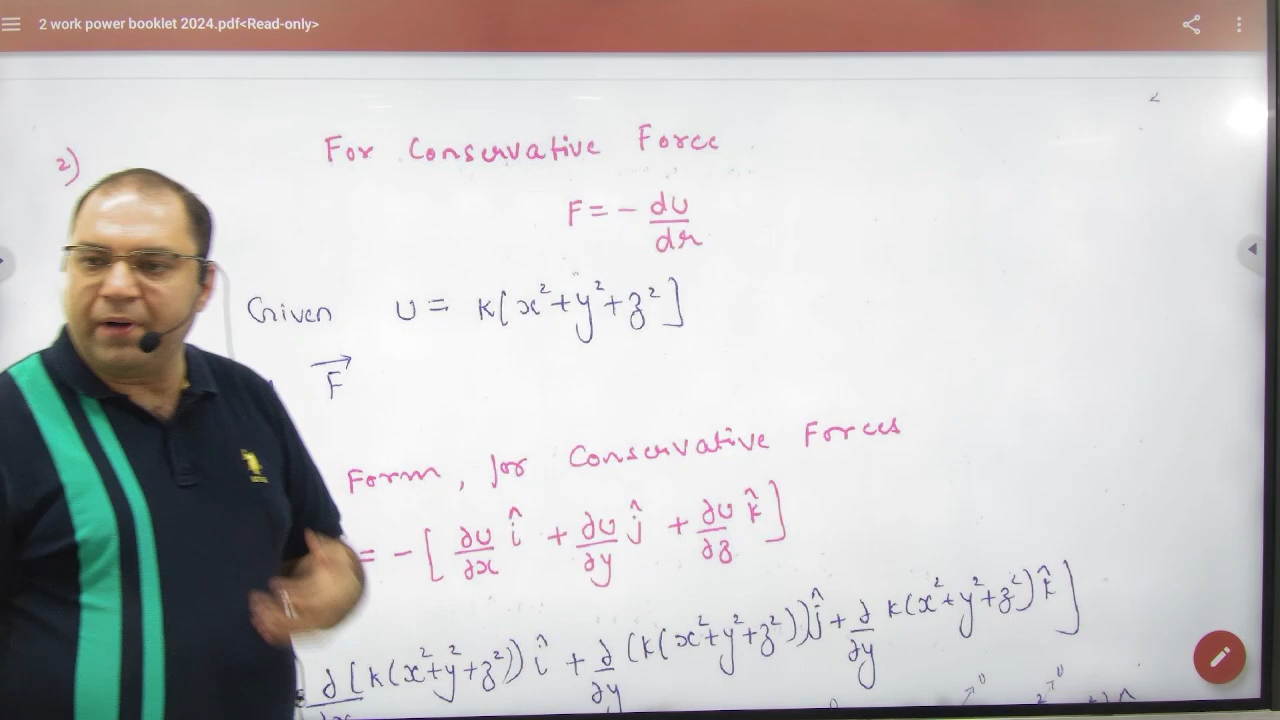 2 work power booklet 2024.pdf<Read-only>
2)
For Conservative Force
F = - dU/dr
Given U = K[x²+y²+z²]
F⃗
Form, for Conservative Forces
= -[∂U/∂x î + ∂U/∂y ĵ + ∂U/∂z k̂]
∂/∂x [K(x²+y²+z²)) î + ∂/∂y (K(x²+y²+z²)) ĵ + ∂/∂y K(x²+y²+z²) k̂]